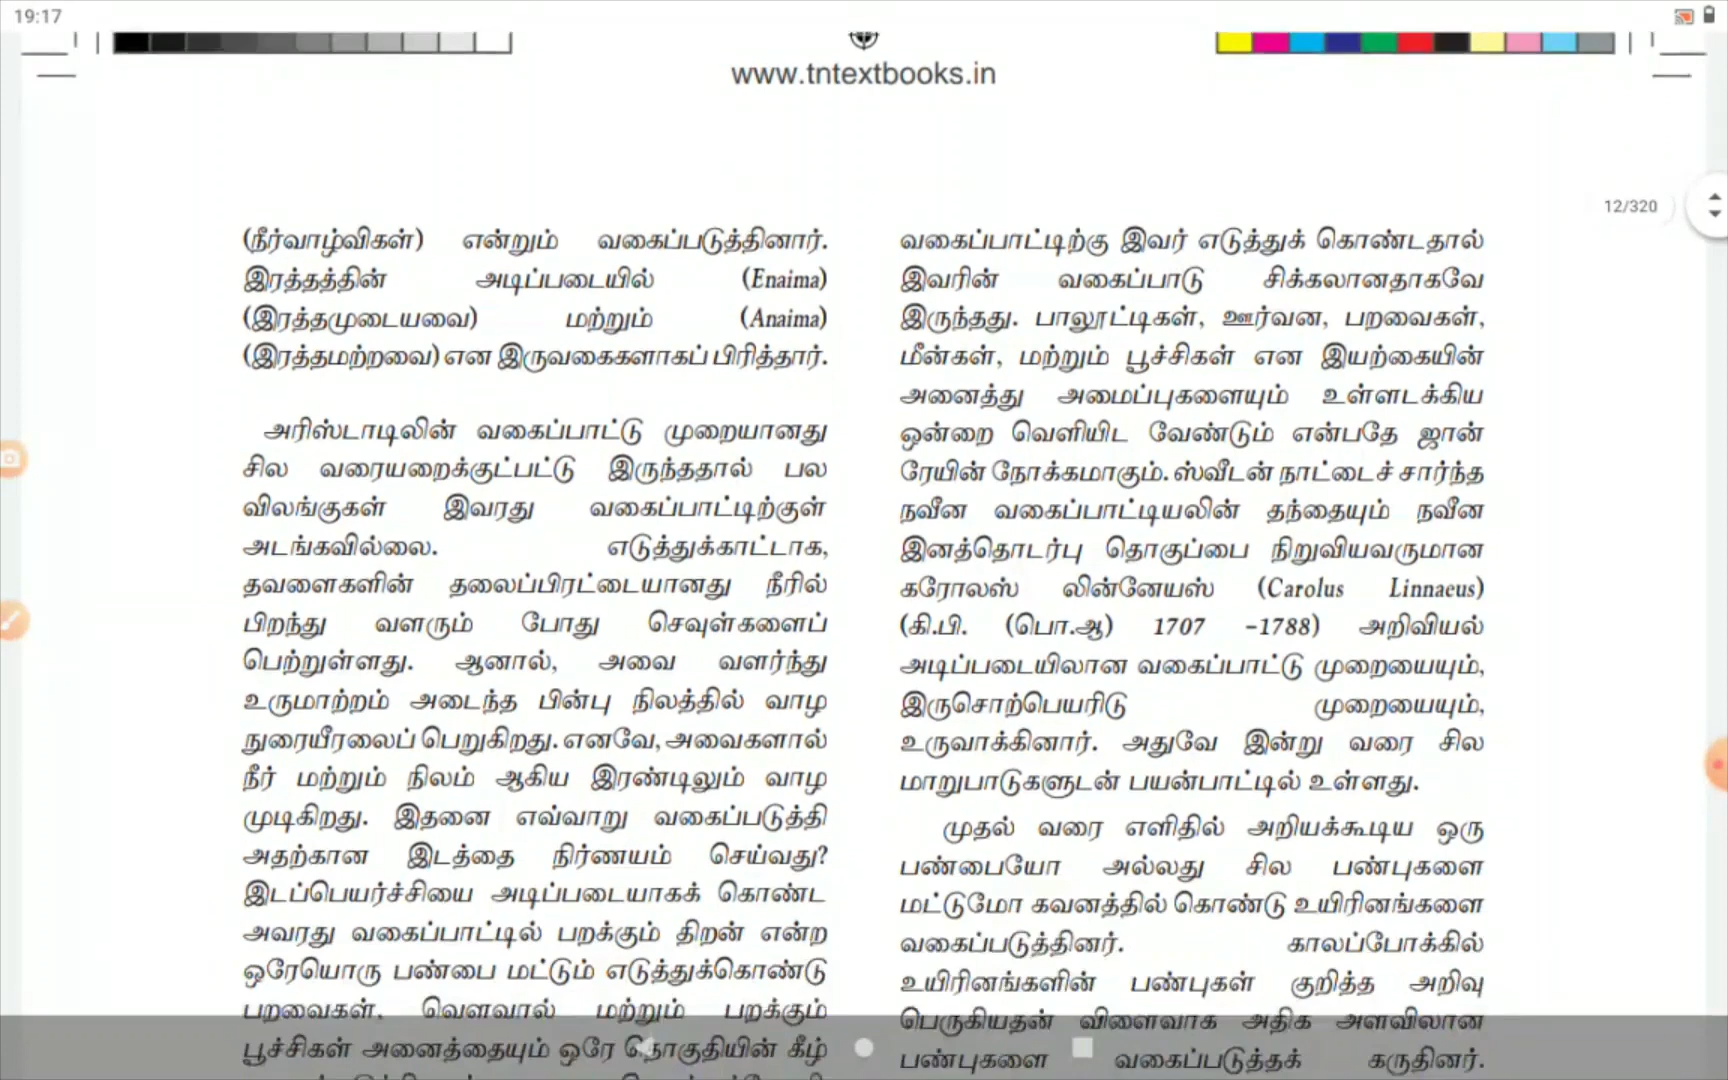 19:17
www.tntextbooks.in
12/320
(நீர்வாழ்விகள்) என்றும் வகைப்படுத்தினார்.
இரத்தத்தின் அடிப்படையில் (Enaima)
(இரத்தமுடையவை) மற்றும் (Anaima)
(இரத்தமற்றவை) என இருவகைகளாகப் பிரித்தார்.
அரிஸ்டாடிலின் வகைப்பாட்டு முறையானது
சில வரையறைக்குட்பட்டு இருந்ததால் பல
விலங்குகள் இவரது வகைப்பாட்டிற்குள்
அடங்கவில்லை. எடுத்துக்காட்டாக,
தவளைகளின் தலைப்பிரட்டையானது நீரில்
பிறந்து வளரும் போது செவுள்களைப்
பெற்றுள்ளது. ஆனால், அவை வளர்ந்து
உருமாற்றம் அடைந்த பின்பு நிலத்தில் வாழ
நுரையீரலைப் பெறுகிறது. எனவே, அவைகளால்
நீர் மற்றும் நிலம் ஆகிய இரண்டிலும் வாழ
முடிகிறது. இதனை எவ்வாறு வகைப்படுத்தி
அதற்கான இடத்தை நிர்ணயம் செய்வது?
இடப்பெயர்ச்சியை அடிப்படையாகக் கொண்ட
அவரது வகைப்பாட்டில் பறக்கும் திறன் என்ற
ஒரேயொரு பண்பை மட்டும் எடுத்துக்கொண்டு
பறவைகள், வௌவால் மற்றும் பறக்கும்
பூச்சிகள் அனைத்தையும் ஒரே தொகுதியின் கீழ்
வகைப்பாட்டிற்கு இவர் எடுத்துக் கொண்டதால்
இவரின் வகைப்பாடு சிக்கலானதாகவே
இருந்தது. பாலூட்டிகள், ஊர்வன, பறவைகள்,
மீன்கள், மற்றும் பூச்சிகள் என இயற்கையின்
அனைத்து அமைப்புகளையும் உள்ளடக்கிய
ஒன்றை வெளியிட வேண்டும் என்பதே ஜான்
ரேயின் நோக்கமாகும். ஸ்வீடன் நாட்டைச் சார்ந்த
நவீன வகைப்பாட்டியலின் தந்தையும் நவீன
இனத்தொடர்பு தொகுப்பை நிறுவியவருமான
கரோலஸ் லின்னேயஸ் (Carolus Linnaeus)
(கி.பி. (பொ.ஆ) 1707 -1788) அறிவியல்
அடிப்படையிலான வகைப்பாட்டு முறையையும்,
இருசொற்பெயரிடு முறையையும்,
உருவாக்கினார். அதுவே இன்று வரை சில
மாறுபாடுகளுடன் பயன்பாட்டில் உள்ளது.
முதல் வரை எளிதில் அறியக்கூடிய ஒரு
பண்பையோ அல்லது சில பண்புகளை
மட்டுமோ கவனத்தில் கொண்டு உயிரினங்களை
வகைப்படுத்தினர். காலப்போக்கில்
உயிரினங்களின் பண்புகள் குறித்த அறிவு
பெருகியதன் விளைவாக அதிக அளவிலான
பண்புகளை வகைப்படுத்தக் கருதினர்.